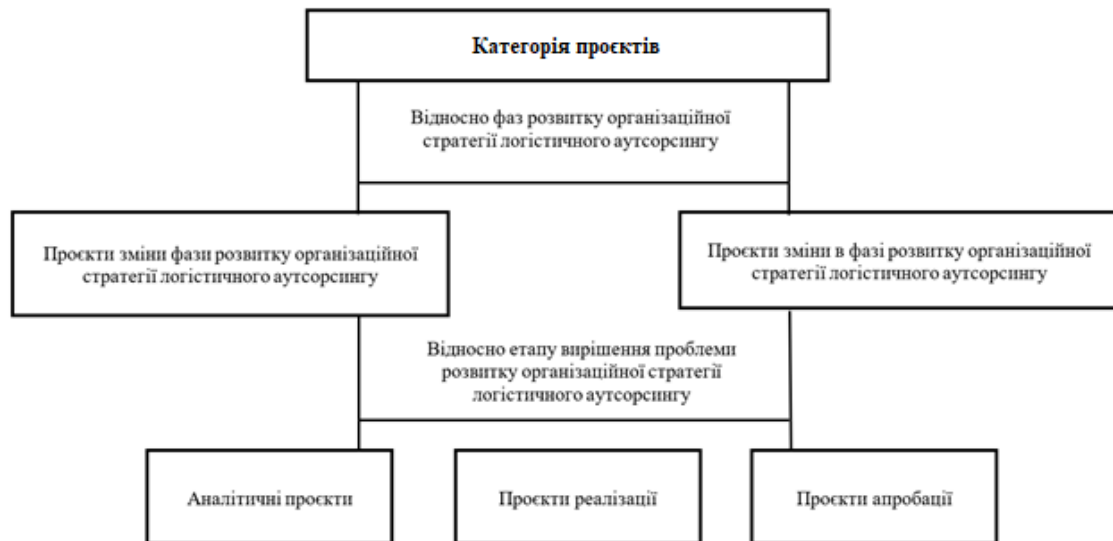 Категорія проєктів
Відносно фаз розвитку організаційної
стратегії логістичного аутсорсингу
Проєкти зміни фази розвитку організаційної
стратегії логістичного аутсорсингу
Проєкти зміни в фазі розвитку організаційної
стратегії логістичного аутсорсингу
Відносно етапу вирішення проблеми
розвитку організаційної стратегії
логістичного аутсорсингу
Аналітичні проєкти
Проєкти реалізації
Проєкти апробації